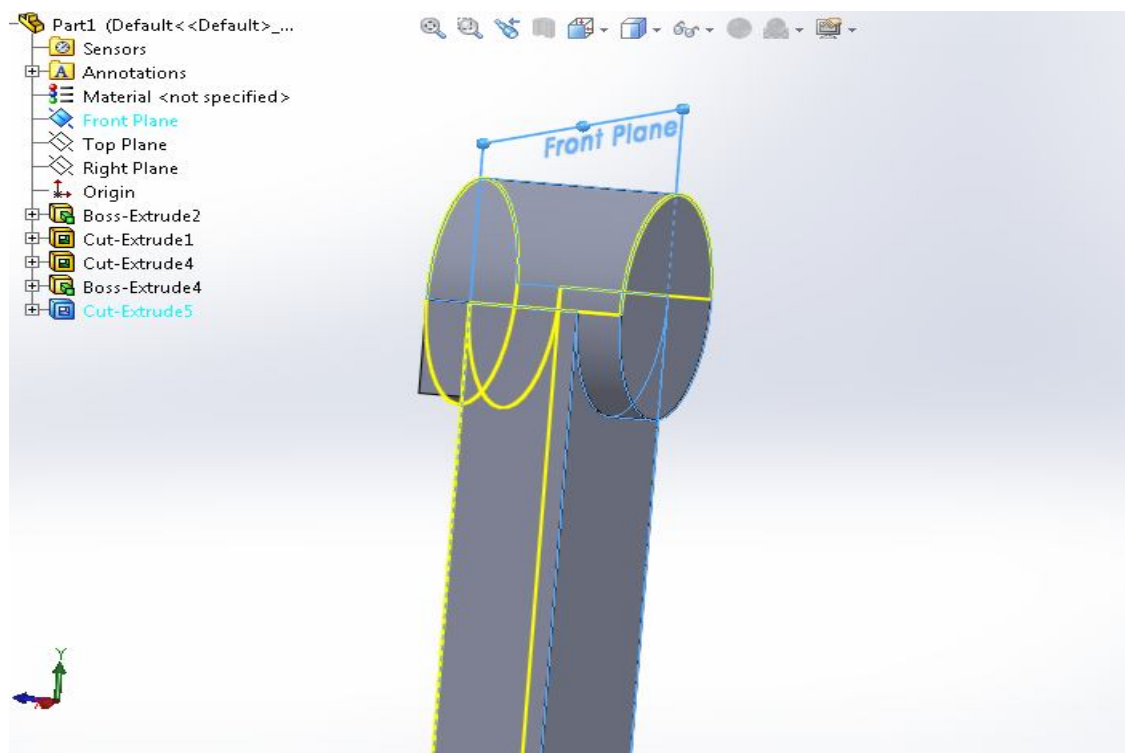 Part1 (Default<<Default>_...
Sensors
Annotations
Material <not specified>
Front Plane
Top Plane
Right Plane
Origin
Boss-Extrude2
Cut-Extrude1
Cut-Extrude4
Boss-Extrude4
Cut-Extrude5
Front Plane
Y